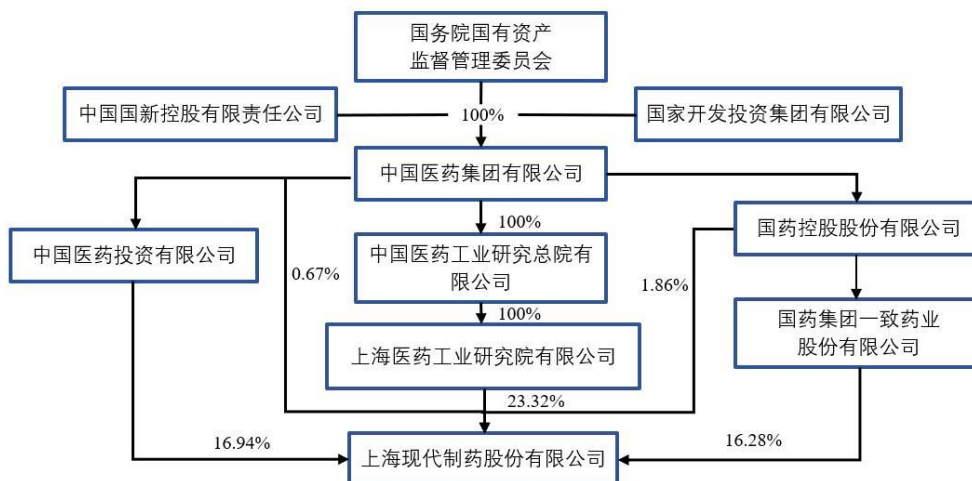 国务院国有资产
监督管理委员会
中国国新控股有限责任公司
100%
国家开发投资集团有限公司
中国医药集团有限公司
100%
中国医药投资有限公司
0.67%
中国医药工业研究总院有
限公司
1.86%
国药控股股份有限公司
100%
国药集团一致药业
股份有限公司
上海医药工业研究院有限公司
23.32%
16.94%
16.28%
上海现代制药股份有限公司